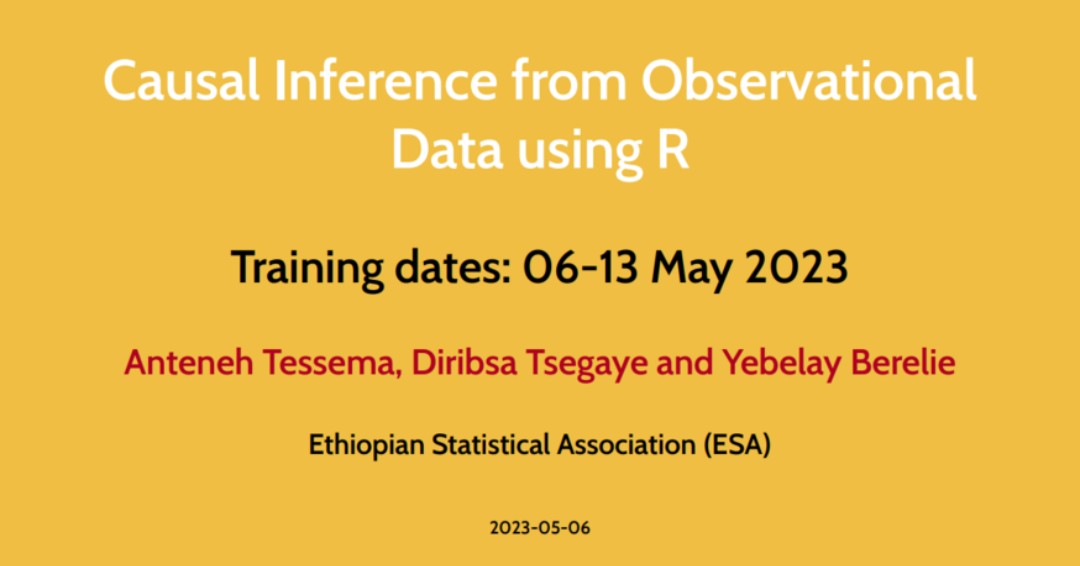 Causal Inference from Observational
Data using R
Training dates: 06-13 May 2023
Anteneh Tessema, Diribsa Tsegaye and Yebelay Berelie
Ethiopian Statistical Association (ESA)
2023-05-06